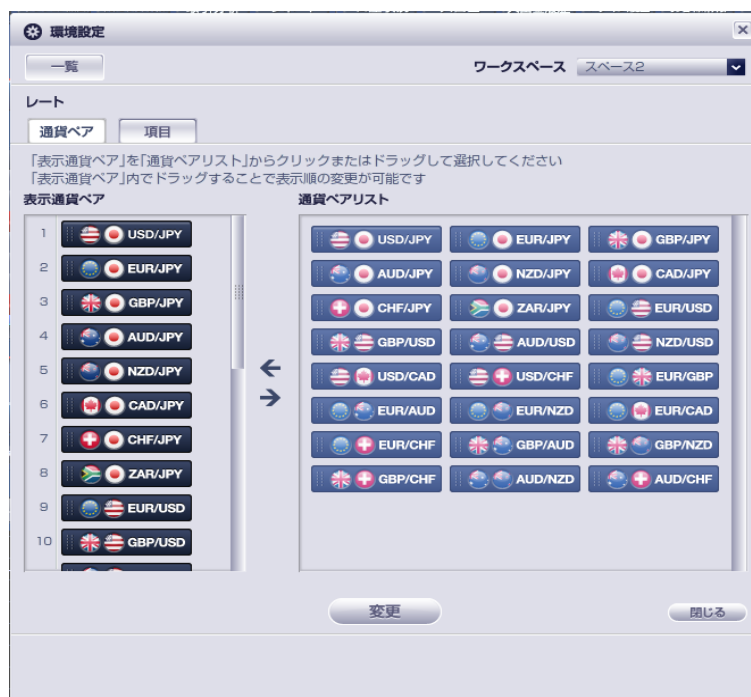 環境設定
一覧
ワークスペース スペース2
レート
通貨ペア 項目
「表示通貨ペア」を「通貨ペアリスト」からクリックまたはドラッグして選択してください
「表示通貨ペア」内でドラッグすることで表示順の変更が可能です
表示通貨ペア
1 USD/JPY
2 EUR/JPY
3 GBP/JPY
4 AUD/JPY
5 NZD/JPY
6 CAD/JPY
7 CHF/JPY
8 ZAR/JPY
9 EUR/USD
10 GBP/USD
通貨ペアリスト
USD/JPY EUR/JPY GBP/JPY
AUD/JPY NZD/JPY CAD/JPY
CHF/JPY ZAR/JPY EUR/USD
GBP/USD AUD/USD NZD/USD
USD/CAD USD/CHF EUR/GBP
EUR/AUD EUR/NZD EUR/CAD
EUR/CHF GBP/AUD GBP/NZD
GBP/CHF AUD/NZD AUD/CHF
変更
閉じる